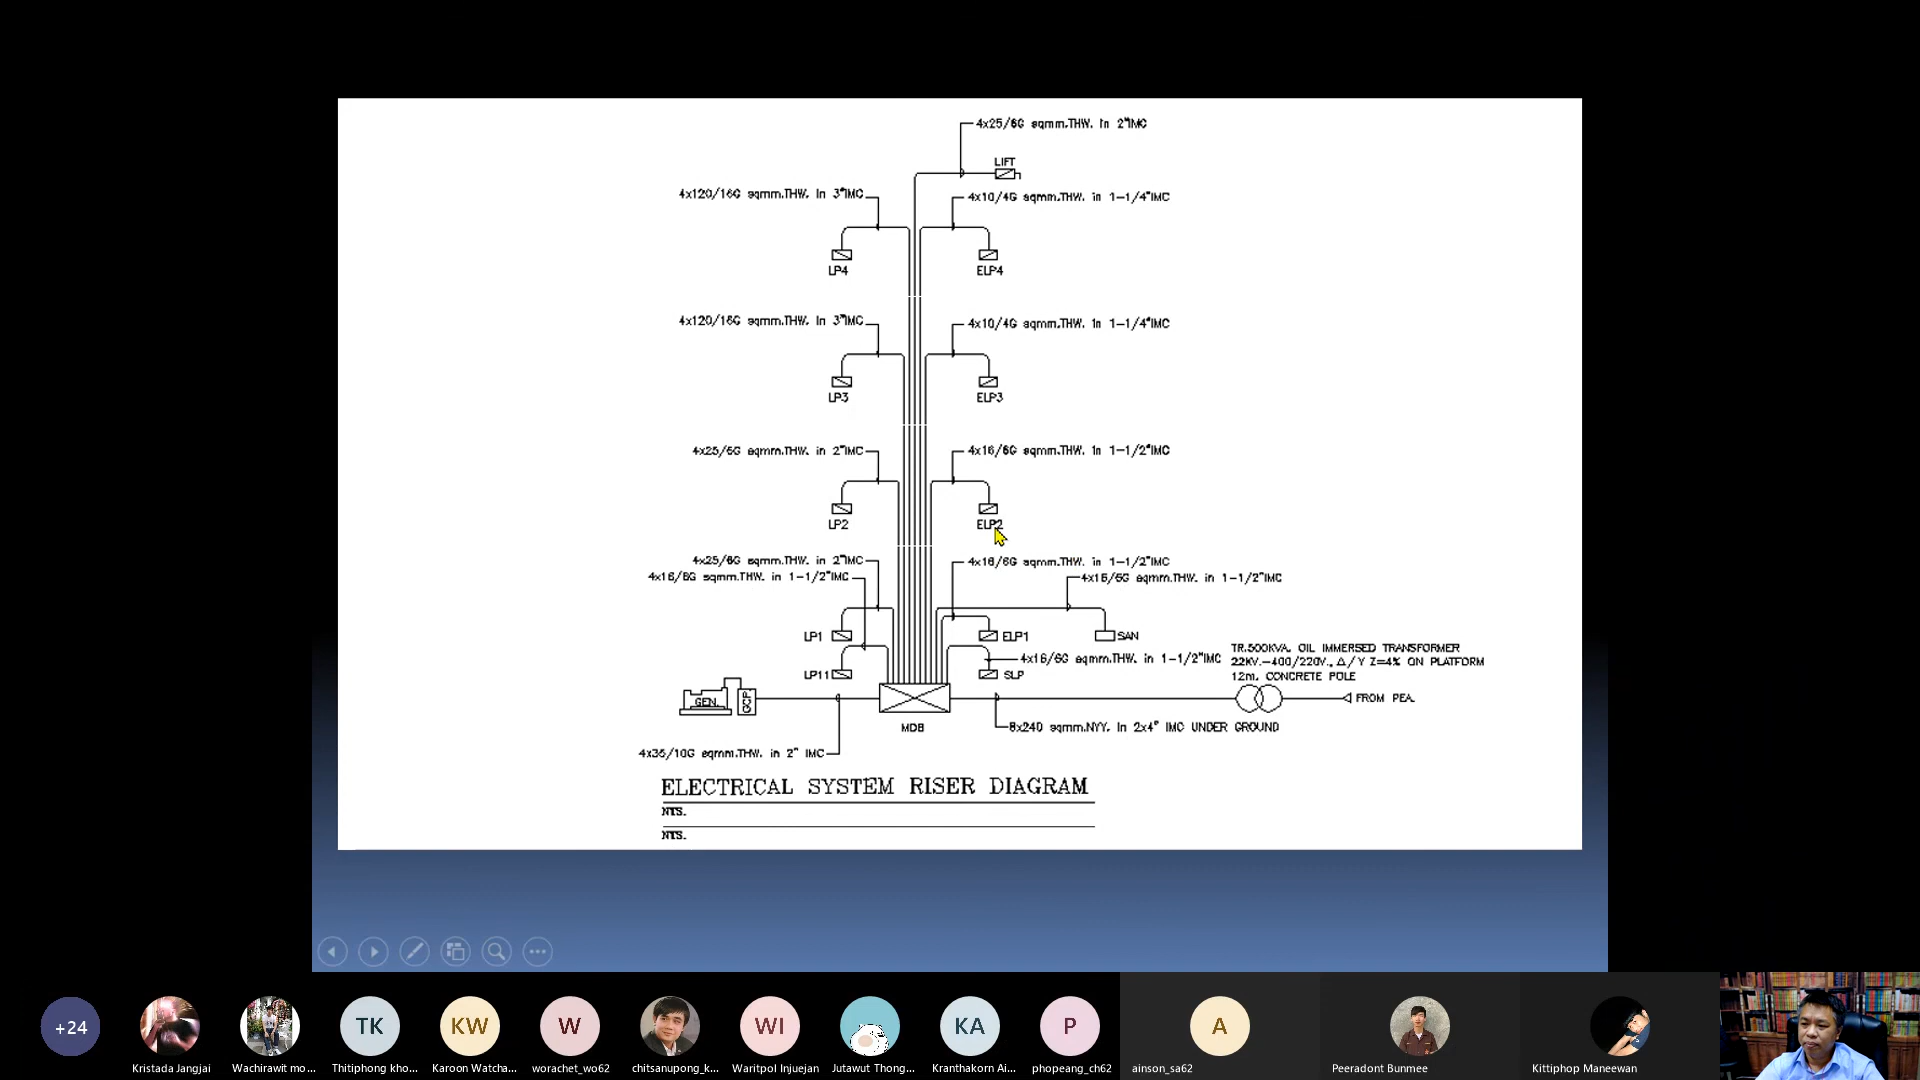 4x25/6G sqmm.THW. in 2"IMC
LIFT
4x120/16G sqmm.THW. in 3"IMC
4x10/4G sqmm.THW. in 1-1/4"IMC
LP4
ELP4
4x120/16G sqmm.THW. in 3"IMC
4x10/4G sqmm.THW. in 1-1/4"IMC
LP3
ELP3
4x25/6G sqmm.THW. in 2"IMC
4x16/6G sqmm.THW. in 1-1/2"IMC
LP2
ELP2
4x25/6G sqmm.THW. in 2"IMC
4x16/6G sqmm.THW. in 1-1/2"IMC
4x16/6G sqmm.THW. in 1-1/2"IMC
4x16/6G sqmm.THW. in 1-1/2"IMC
LP1
ELP1
SAN
4x16/6G sqmm.THW. in 1-1/2"IMC
LP11
SLP
TR.500KVA. OIL IMMERSED TRANSFORMER
22KV.-400/220V., Δ/Y Z=4% ON PLATFORM
12m. CONCRETE POLE
GEN.
GCP
FROM PEA.
MDB
8x240 sqmm.NYY. in 2x4" IMC UNDER GROUND
4x35/10G sqmm.THW. in 2" IMC
ELECTRICAL SYSTEM RISER DIAGRAM
NTS.
NTS.
+24
TK
KW
W
WI
KA
P
A
Kristada Jangjai
Wachirawit mo...
Thitiphong kho...
Karoon Watcha...
worachet_wo62
chitsanupong_k...
Waritpol Injuejan
Jutawut Thong...
Kranthakorn Ai...
phopeang_ch62
ainson_sa62
Peeradont Bunmee
Kittiphop Maneewan